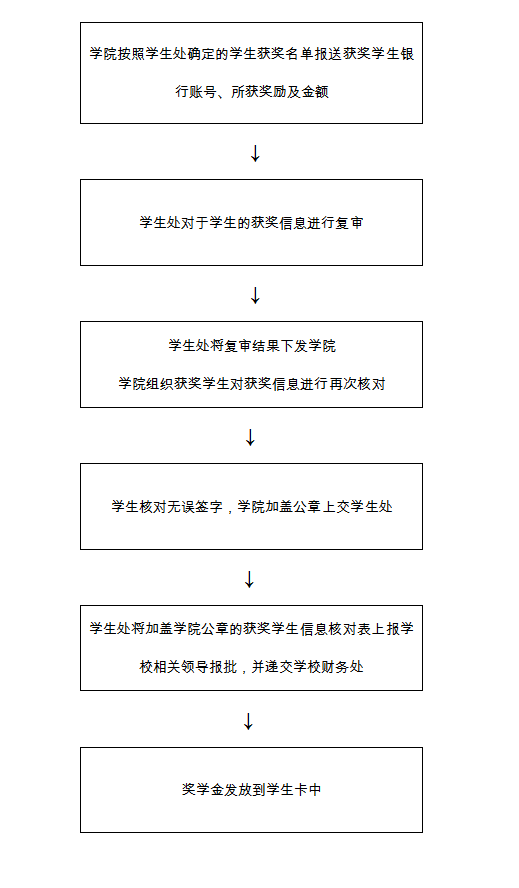 学院按照学生处确定的学生获奖名单报送获奖学生银
行账号、所获奖励及金额
↓
学生处对于学生的获奖信息进行复审
↓
学生处将复审结果下发学院
学院组织获奖学生对获奖信息进行再次核对
↓
学生核对无误签字，学院加盖公章上交学生处
↓
学生处将加盖学院公章的获奖学生信息核对表上报学
校相关领导报批，并递交学校财务处
↓
奖学金发放到学生卡中